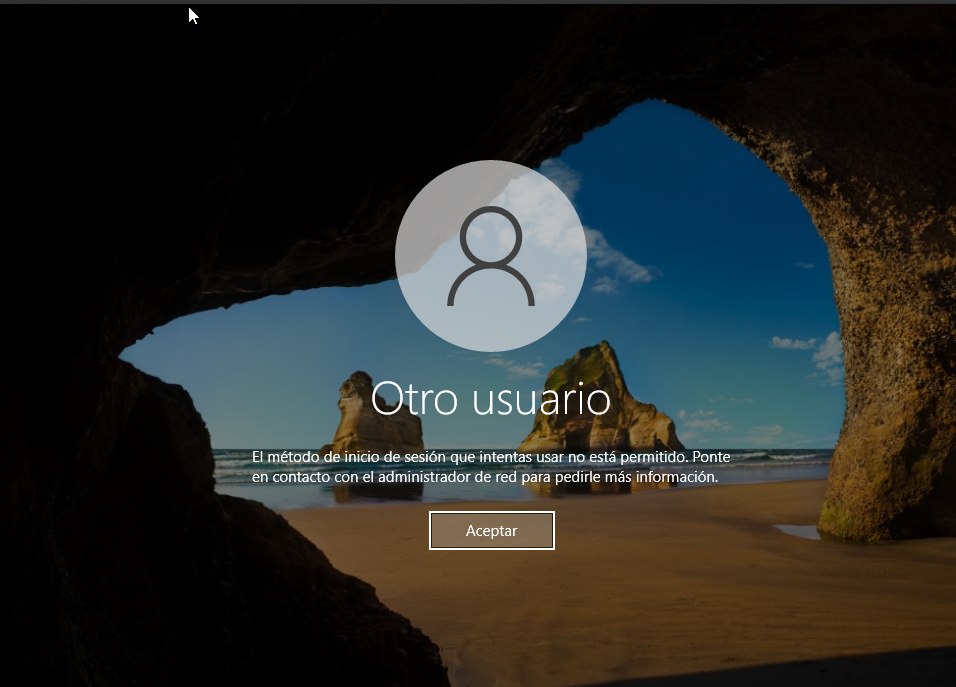 Otro usuario
El método de inicio de sesión que intentas usar no está permitido. Ponte
en contacto con el administrador de red para pedirle más información.
Aceptar